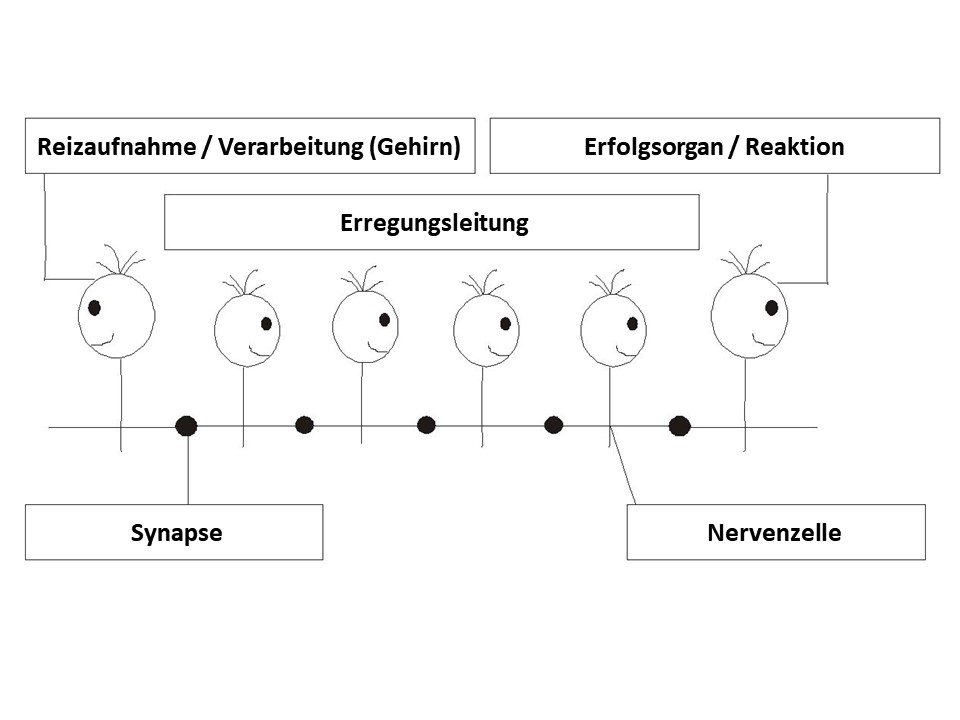 Reizaufnahme / Verarbeitung (Gehirn)
Erfolgsorgan / Reaktion
Erregungsleitung
Synapse
Nervenzelle